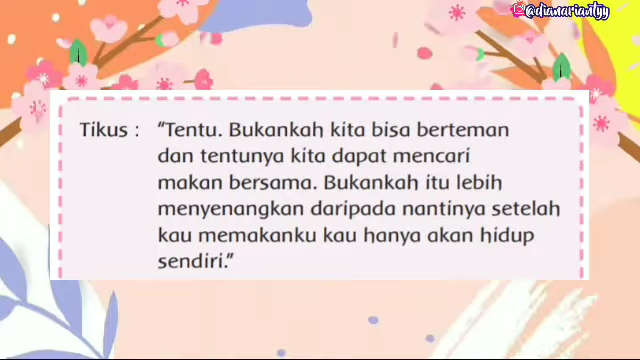 @dianariantyy
Tikus : "Tentu. Bukankah kita bisa berteman
dan tentunya kita dapat mencari
makan bersama. Bukankah itu lebih
menyenangkan daripada nantinya setelah
kau memakanku kau hanya akan hidup
sendiri."